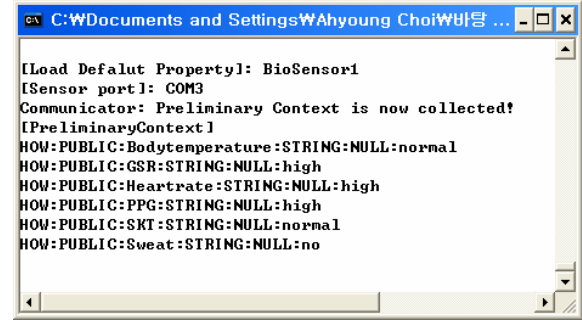 C:₩Documents and Settings₩Ahyoung Choi₩바탕 ...
[Load Defalut Property]: BioSensor1
[Sensor port]: COM3
Communicator: Preliminary Context is now collected!
[PreliminaryContext]
HOW:PUBLIC:Bodytemperature:STRING:NULL:normal
HOW:PUBLIC:GSR:STRING:NULL:high
HOW:PUBLIC:Heartrate:STRING:NULL:high
HOW:PUBLIC:PPG:STRING:NULL:high
HOW:PUBLIC:SKT:STRING:NULL:normal
HOW:PUBLIC:Sweat:STRING:NULL:no